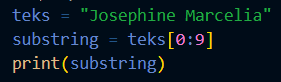 teks = "Josephine Marcelia"
substring = teks[0:9]
print(substring)